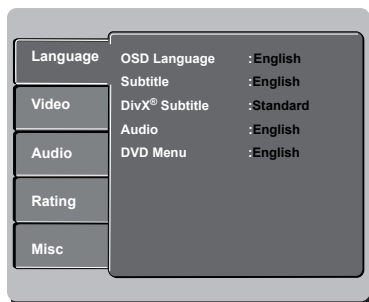 Language
Video
Audio
Rating
Misc
OSD Language :English
Subtitle :English
DivX® Subtitle :Standard
Audio :English
DVD Menu :English